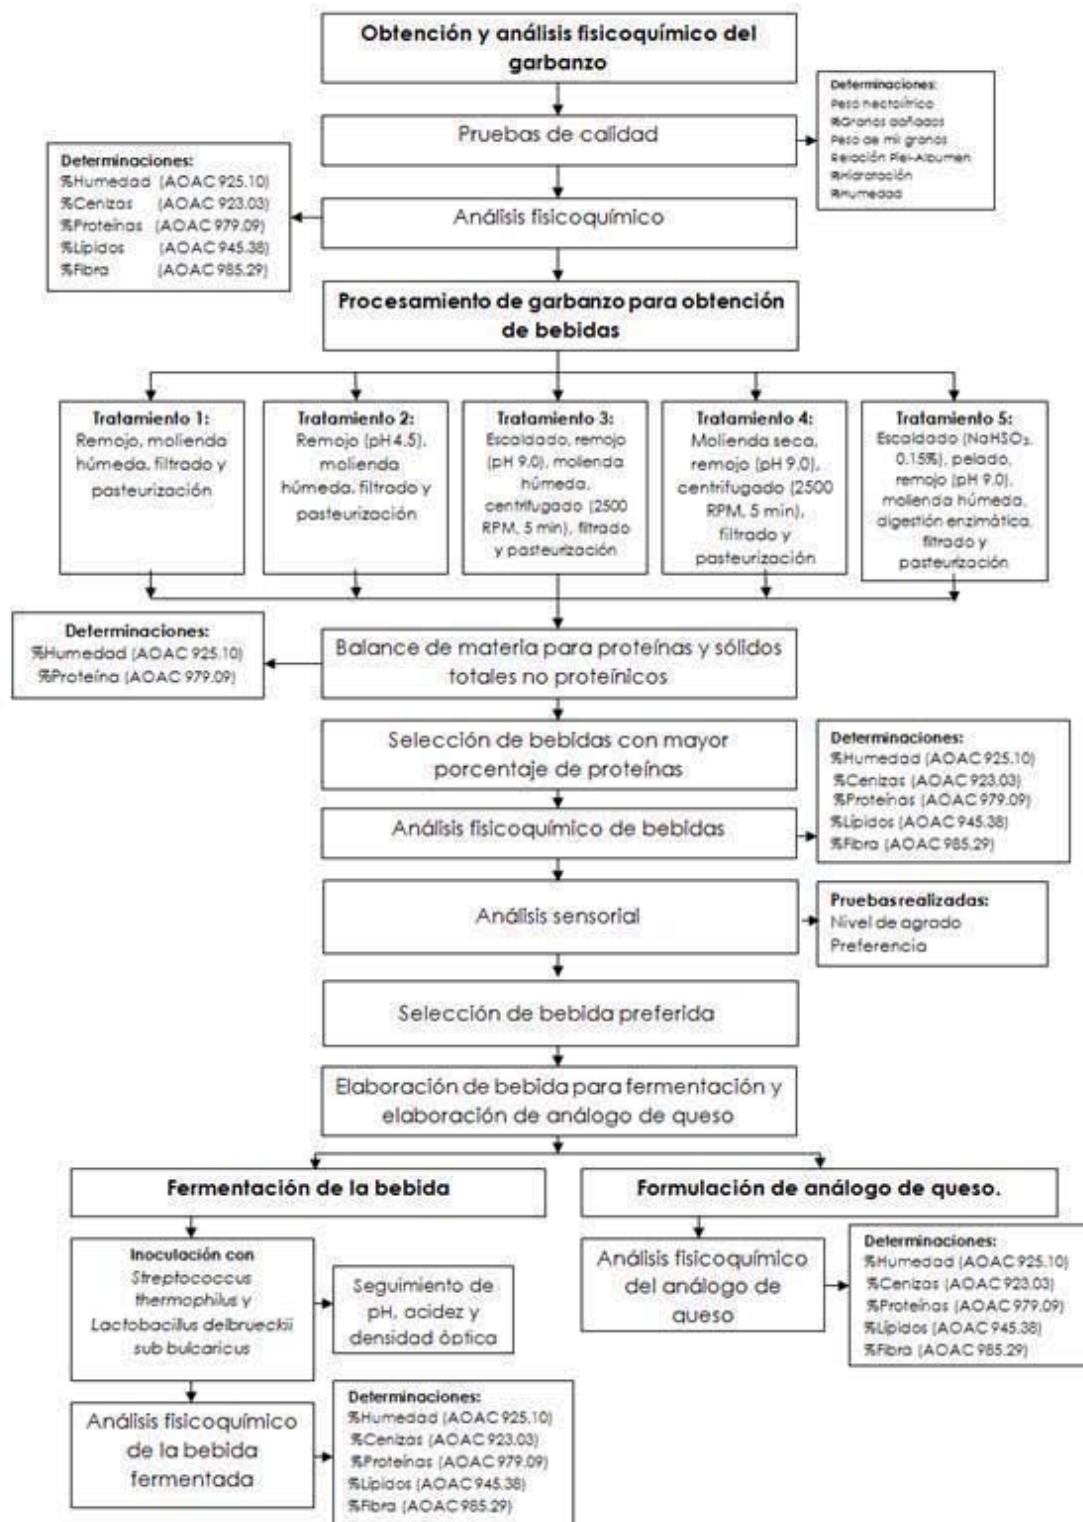 Obtención y análisis fisicoquímico del
garbanzo
Determinaciones:
Peso hectolítrico
%Granos dañados
Peso de mil granos
Relación Piel-Albumen
%Hidratación
%Humedad
Pruebas de calidad
Determinaciones:
%Humedad (AOAC 925.10)
%Cenizas (AOAC 923.03)
%Proteínas (AOAC 979.09)
%Lípidos (AOAC 945.38)
%Fibra (AOAC 985.29)
Análisis fisicoquímico
Procesamiento de garbanzo para obtención
de bebidas
Tratamiento 1:
Remojo, molienda
húmeda, filtrado y
pasteurización
Tratamiento 2:
Remojo (pH 4.5),
molienda
húmeda, filtrado y
pasteurización
Tratamiento 3:
Escaldado, remojo
(pH 9.0), molienda
húmeda,
centrifugado (2500
RPM, 5 min), filtrado
y pasteurización
Tratamiento 4:
Molienda seca,
remojo (pH 9.0),
centrifugado (2500
RPM, 5 min),
filtrado y
pasteurización
Tratamiento 5:
Escaldado (NaHSO₃,
0.15%), pelado,
remojo (pH 9.0),
molienda húmeda,
digestión enzimática,
filtrado y
pasteurización
Determinaciones:
%Humedad (AOAC 925.10)
%Proteína (AOAC 979.09)
Balance de materia para proteínas y sólidos
totales no proteínicos
Selección de bebidas con mayor
porcentaje de proteínas
Determinaciones:
%Humedad (AOAC 925.10)
%Cenizas (AOAC 923.03)
%Proteínas (AOAC 979.09)
%Lípidos (AOAC 945.38)
%Fibra (AOAC 985.29)
Análisis fisicoquímico de bebidas
Análisis sensorial
Pruebas realizadas:
Nivel de agrado
Preferencia
Selección de bebida preferida
Elaboración de bebida para fermentación y
elaboración de análogo de queso
Fermentación de la bebida
Formulación de análogo de queso.
Inoculación con
Streptococcus
thermophilus y
Lactobacillus delbrueckii
sub bulcaricus
Seguimiento de
pH, acidez y
densidad óptica
Análisis fisicoquímico
del análogo de
queso
Determinaciones:
%Humedad (AOAC 925.10)
%Cenizas (AOAC 923.03)
%Proteínas (AOAC 979.09)
%Lípidos (AOAC 945.38)
%Fibra (AOAC 985.29)
Análisis fisicoquímico
de la bebida
fermentada
Determinaciones:
%Humedad (AOAC 925.10)
%Cenizas (AOAC 923.03)
%Proteínas (AOAC 979.09)
%Lípidos (AOAC 945.38)
%Fibra (AOAC 985.29)